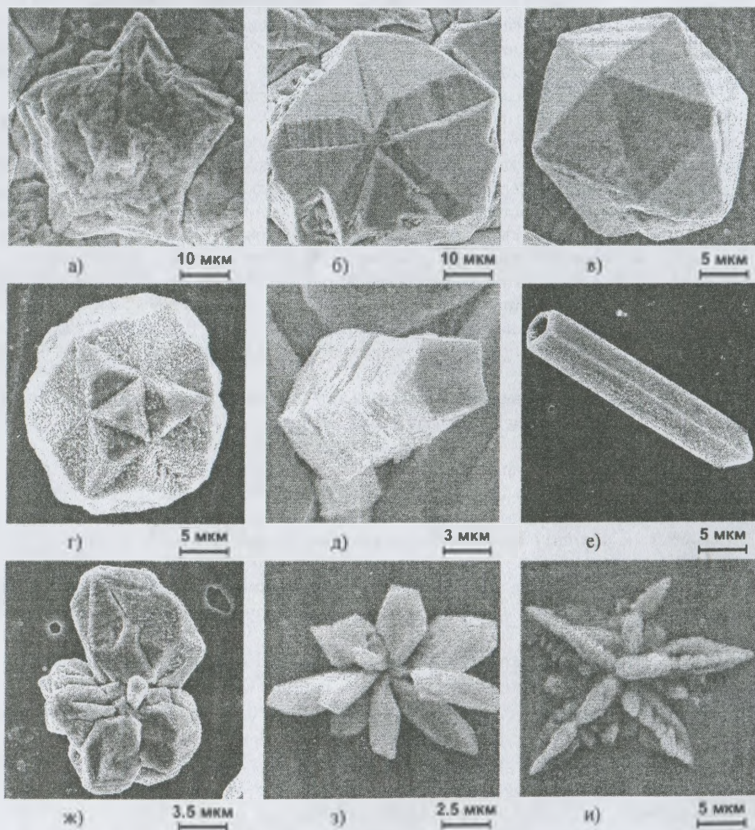 а) 10 мкм б) 10 мкм в) 5 мкм
г) 5 мкм д) 3 мкм е) 5 мкм
ж) 3.5 мкм з) 2.5 мкм и) 5 мкм